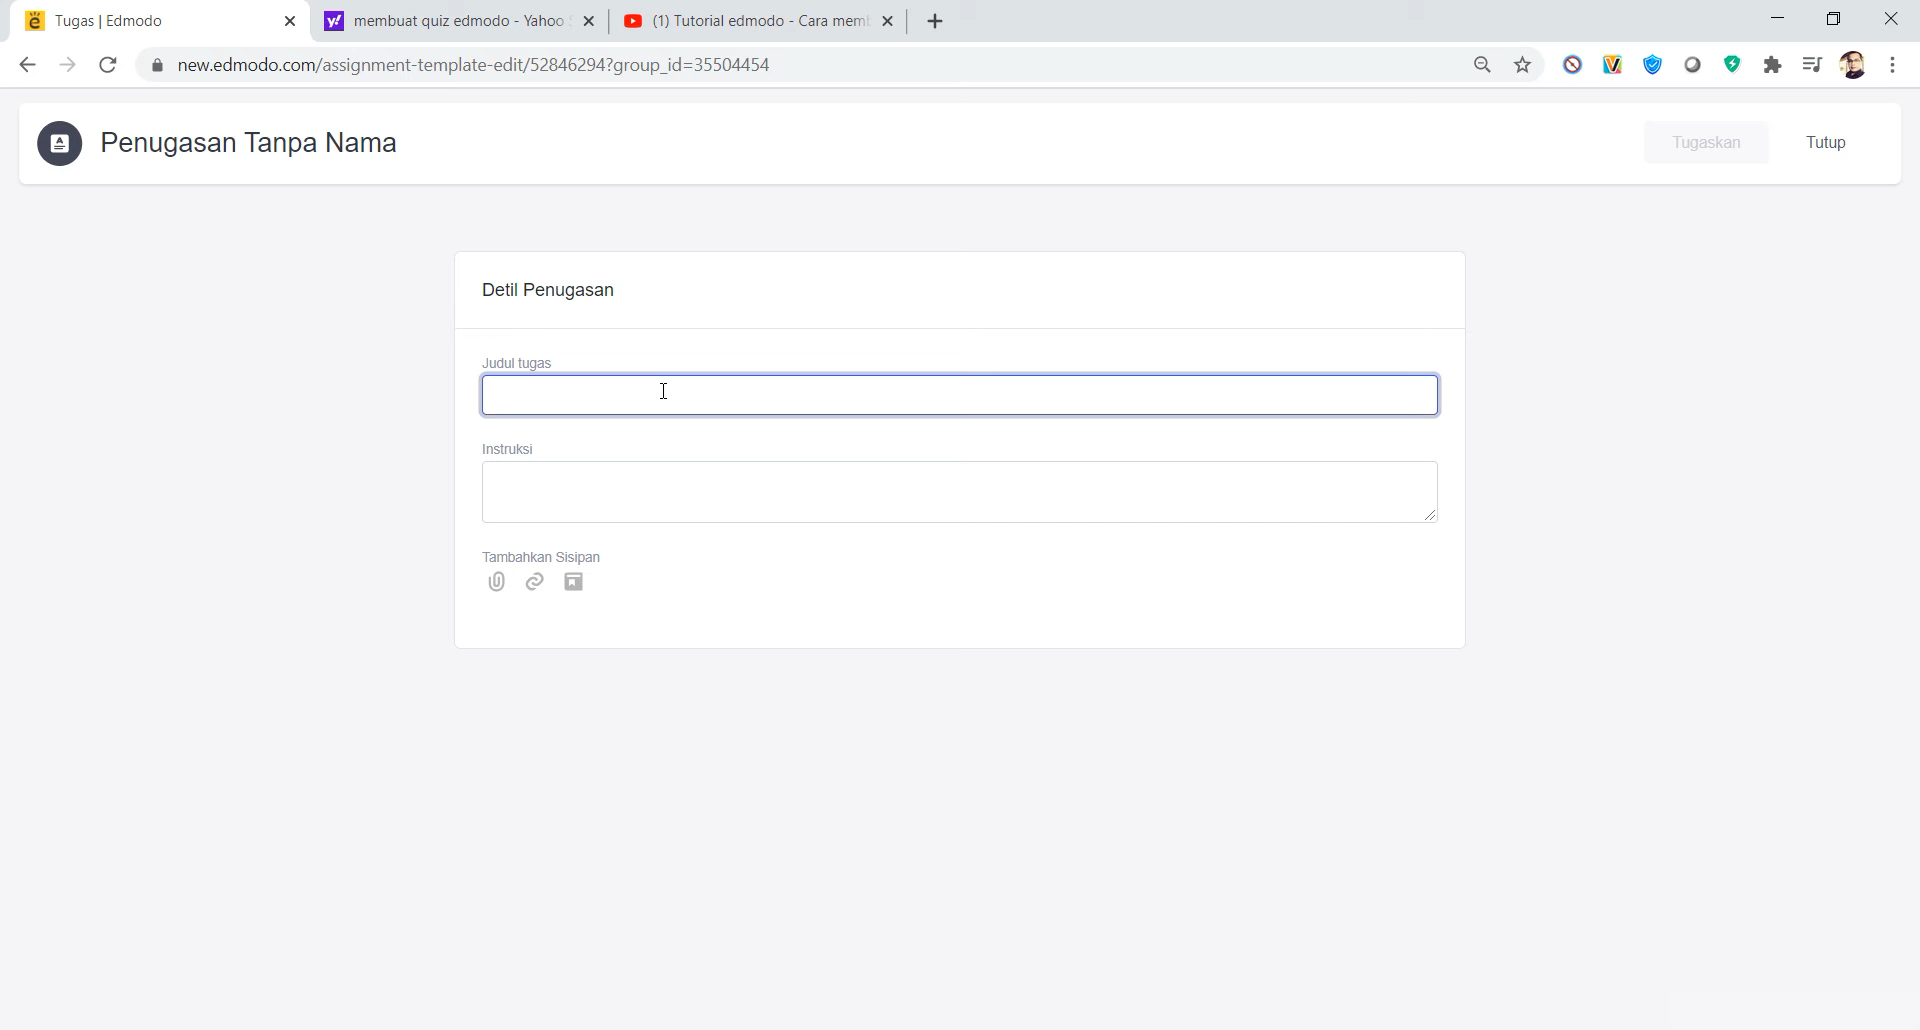 Tugas | Edmodo
membuat quiz edmodo - Yahoo
(1) Tutorial edmodo - Cara mem
new.edmodo.com/assignment-template-edit/52846294?group_id=35504454
Penugasan Tanpa Nama
Tugaskan
Tutup
Detil Penugasan
Judul tugas
Instruksi
Tambahkan Sisipan